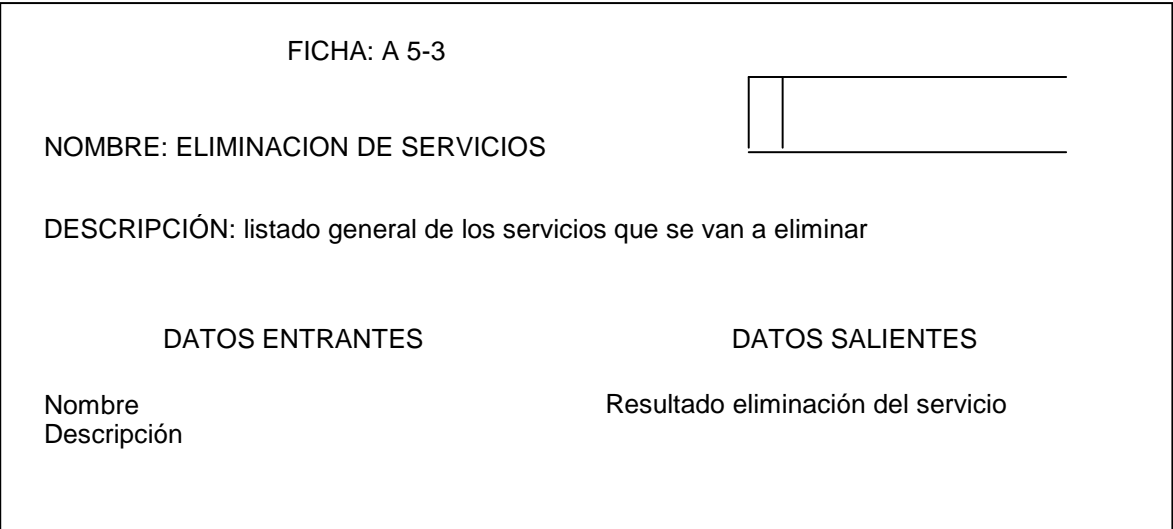 FICHA: A 5-3
NOMBRE: ELIMINACION DE SERVICIOS
DESCRIPCIÓN: listado general de los servicios que se van a eliminar
DATOS ENTRANTES
DATOS SALIENTES
Nombre
Descripción
Resultado eliminación del servicio